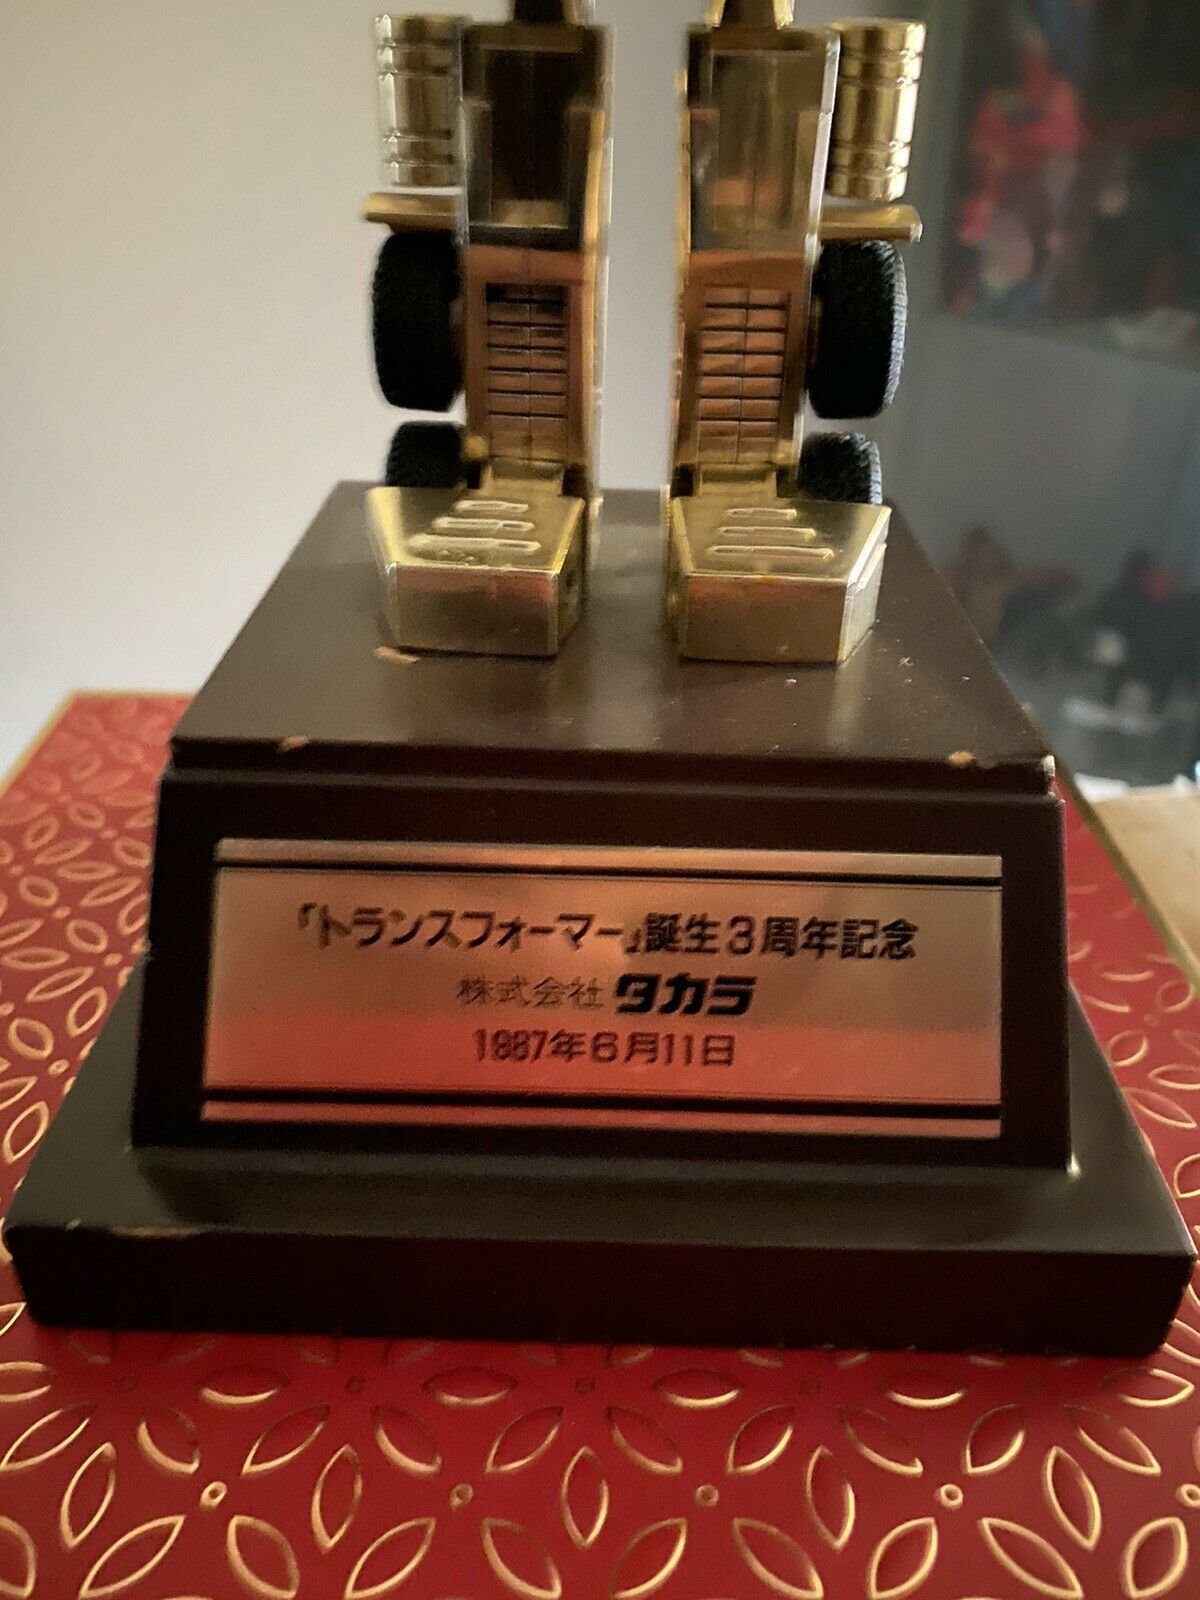 「トランスフォーマー」誕生3周年記念
株式会社 タカラ
1987年6月11日